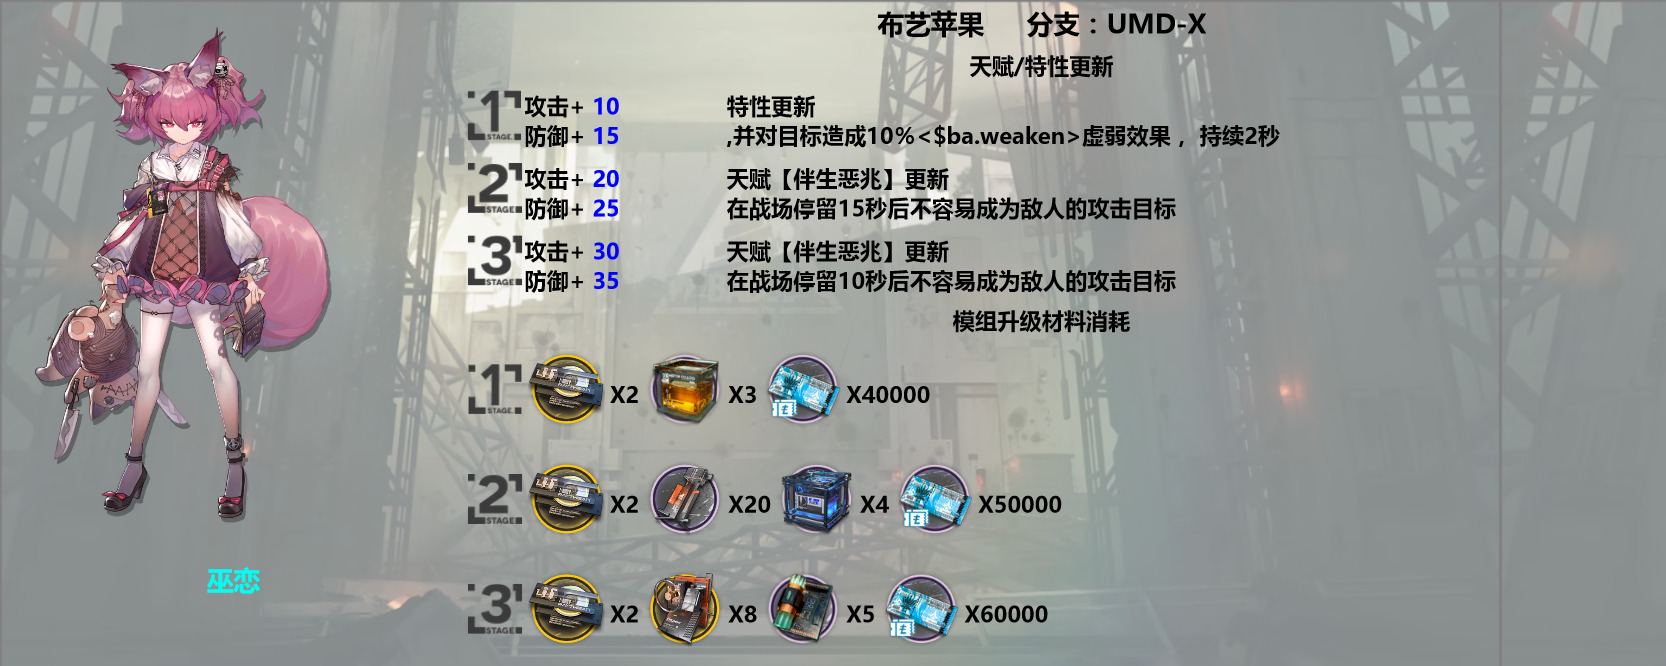 布艺苹果 分支：UMD-X
天赋/特性更新
1 STAGE. 攻击+ 10 特性更新
防御+ 15 ,并对目标造成10%<$ba.weaken>虚弱效果，持续2秒
2 STAGE 攻击+ 20 天赋【伴生恶兆】更新
防御+ 25 在战场停留15秒后不容易成为敌人的攻击目标
3 STAGE 攻击+ 30 天赋【伴生恶兆】更新
防御+ 35 在战场停留10秒后不容易成为敌人的攻击目标
模组升级材料消耗
1 STAGE. X2 X3 X40000
2 STAGE X2 X20 X4 X50000
巫恋
3 STAGE X2 X8 X5 X60000